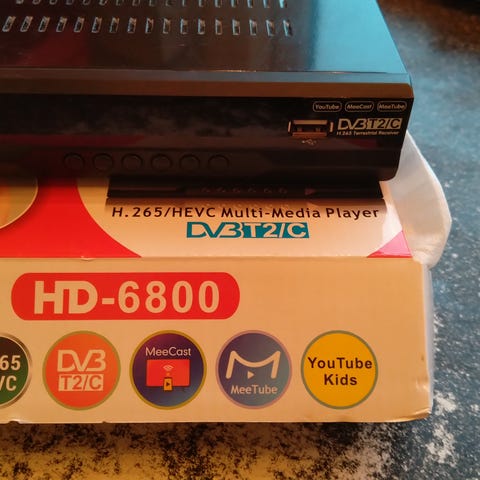 YouTube MeeCast MeeTube
DVB T2/C
H.265 Terrestrial Receiver
H.265/HEVC Multi-Media Player
DVB T2/C
HD-6800
65
/C
DVB
T2/C
MeeCast
MeeTube
YouTube
Kids